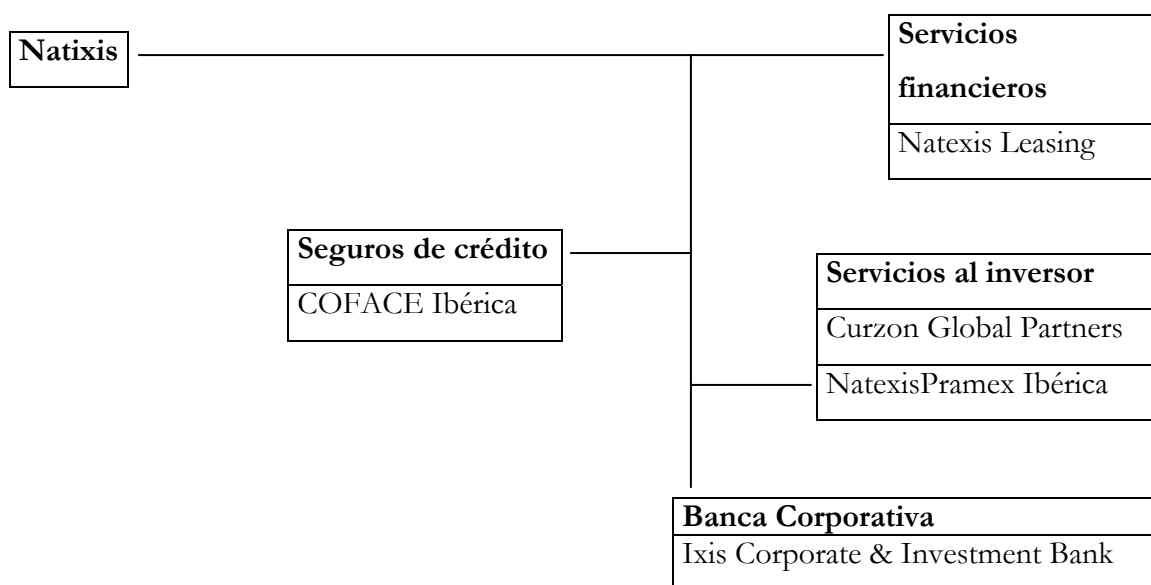 Natixis
Servicios
financieros
Natexis Leasing
Seguros de crédito
COFACE Ibérica
Servicios al inversor
Curzon Global Partners
NatexisPramex Ibérica
Banca Corporativa
Ixis Corporate & Investment Bank